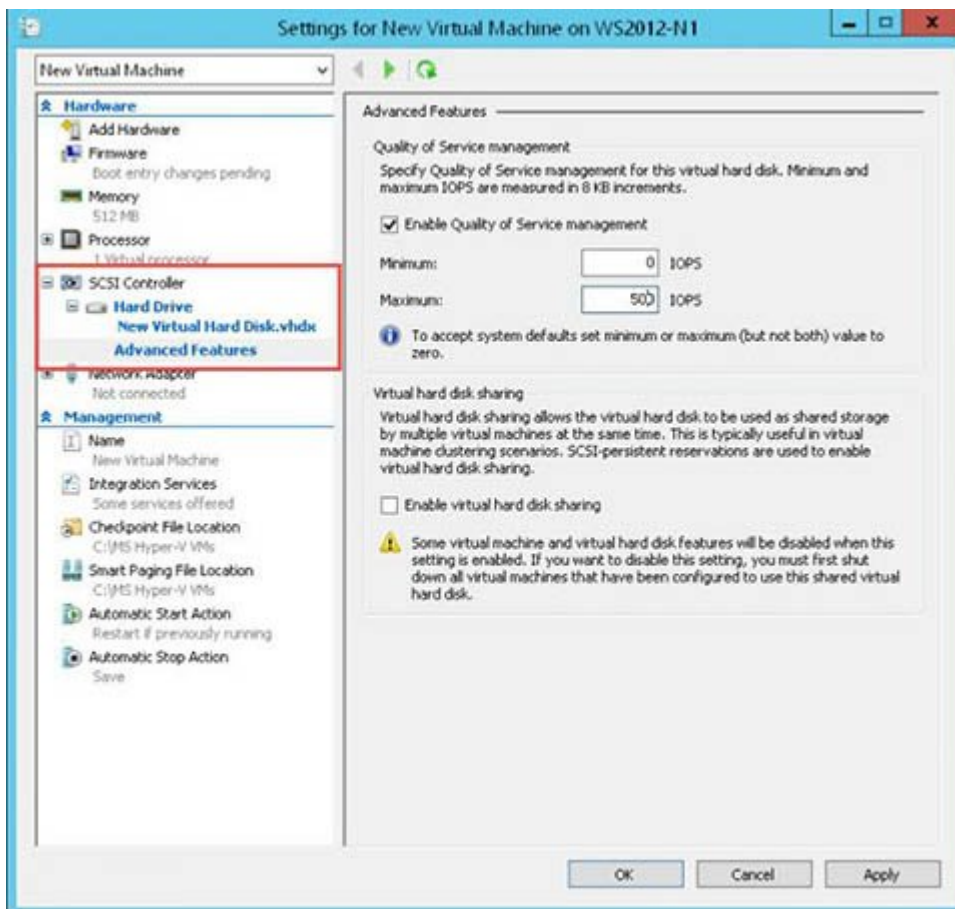 Settings for New Virtual Machine on WS2012-N1
New Virtual Machine
Hardware
Add Hardware
Firmware
Boot entry changes pending
Memory
512 MB
Processor
1 Virtual processor
SCSI Controller
Hard Drive
New Virtual Hard Disk.vhdx
Advanced Features
Network Adapter
Not connected
Management
Name
New Virtual Machine
Integration Services
Some services offered
Checkpoint File Location
C:\MS Hyper-V VMs
Smart Paging File Location
C:\MS Hyper-V VMs
Automatic Start Action
Restart if previously running
Automatic Stop Action
Save
Advanced Features
Quality of Service management
Specify Quality of Service management for this virtual hard disk. Minimum and
maximum IOPS are measured in 8 KB increments.
Enable Quality of Service management
Minimum: 0 IOPS
Maximum: 500 IOPS
To accept system defaults set minimum or maximum (but not both) value to
zero.
Virtual hard disk sharing
Virtual hard disk sharing allows the virtual hard disk to be used as shared storage
by multiple virtual machines at the same time. This is typically useful in virtual
machine clustering scenarios. SCSI-persistent reservations are used to enable
virtual hard disk sharing.
Enable virtual hard disk sharing
Some virtual machine and virtual hard disk features will be disabled when this
setting is enabled. If you want to disable this setting, you must first shut
down all virtual machines that have been configured to use this shared virtual
hard disk.
OK
Cancel
Apply